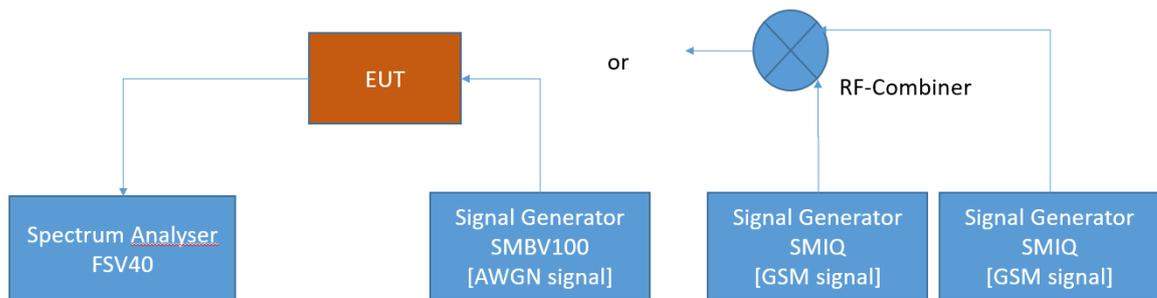 EUT
or
RF-Combiner
Spectrum Analyser
FSV40
Signal Generator
SMBV100
[AWGN signal]
Signal Generator
SMIQ
[GSM signal]
Signal Generator
SMIQ
[GSM signal]